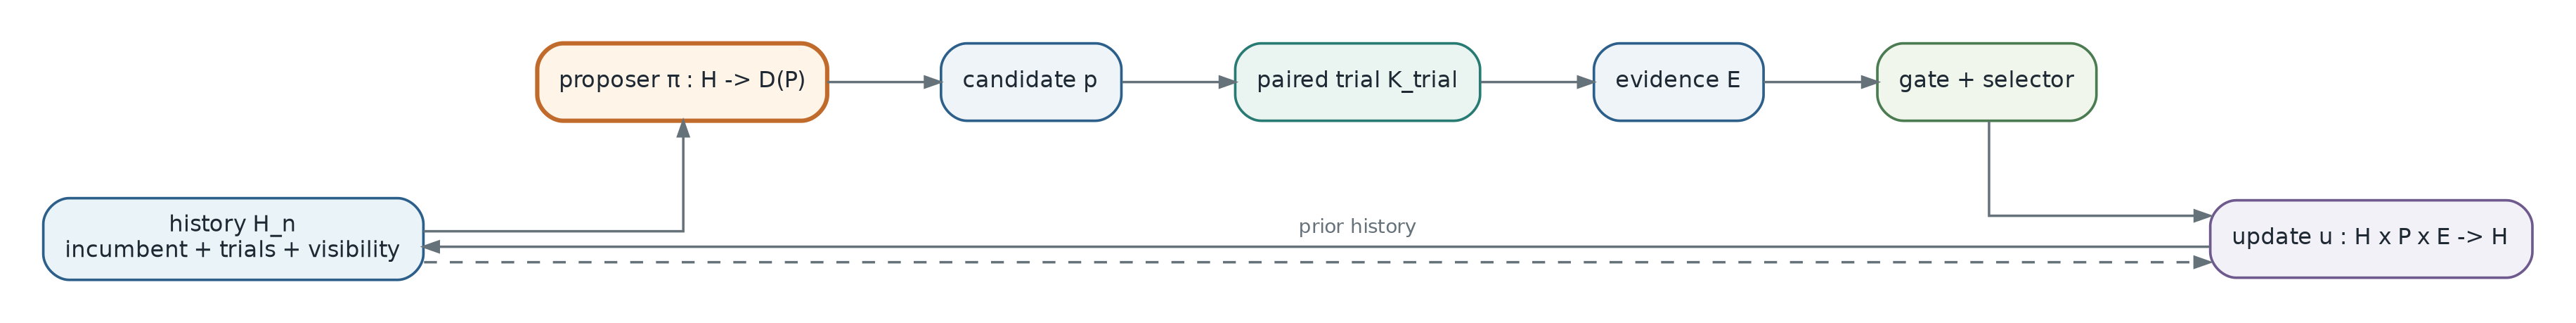 proposer π : H -> D(P)
candidate p
paired trial K_trial
evidence E
gate + selector
history H_n
incumbent + trials + visibility
prior history
update u : H x P x E -> H